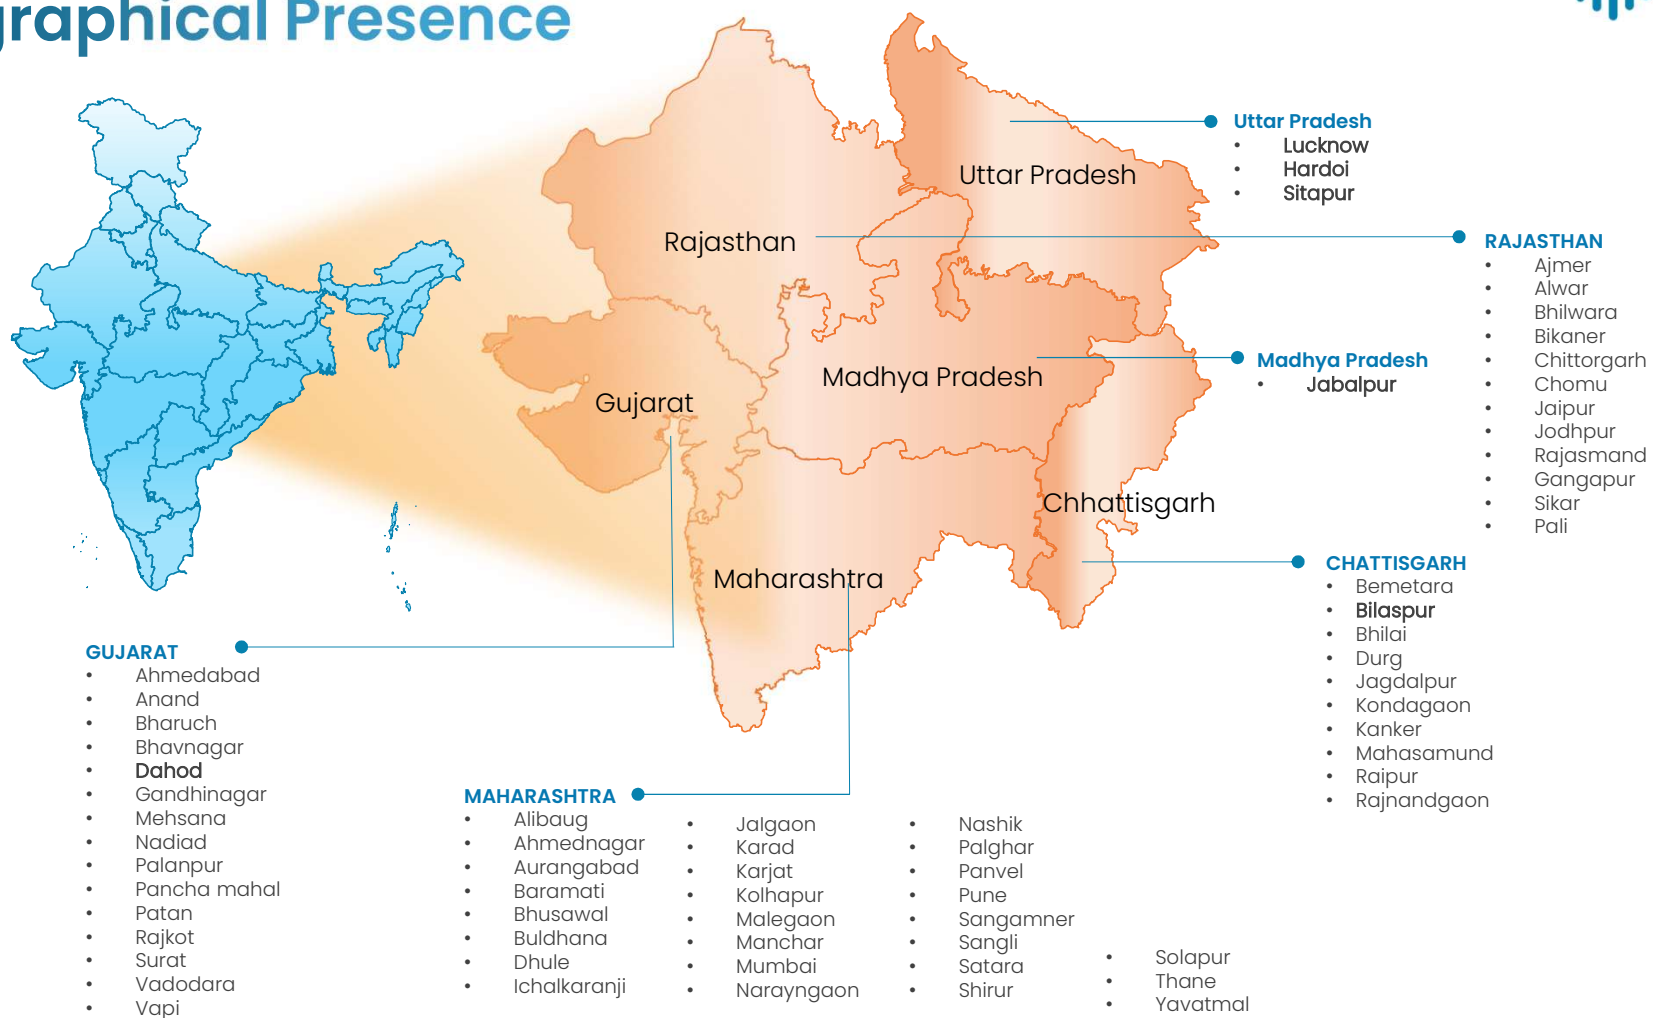 graphical Presence
Uttar Pradesh
Rajasthan
Gujarat
Madhya Pradesh
Chhattisgarh
Maharashtra
Uttar Pradesh
• Lucknow
• Hardoi
• Sitapur
RAJASTHAN
• Ajmer
• Alwar
• Bhilwara
• Bikaner
• Chittorgarh
• Chomu
• Jaipur
• Jodhpur
• Rajasmand
• Gangapur
• Sikar
• Pali
Madhya Pradesh
• Jabalpur
CHATTISGARH
• Bemetara
• Bilaspur
• Bhilai
• Durg
• Jagdalpur
• Kondagaon
• Kanker
• Mahasamund
• Raipur
• Rajnandgaon
GUJARAT
• Ahmedabad
• Anand
• Bharuch
• Bhavnagar
• Dahod
• Gandhinagar
• Mehsana
• Nadiad
• Palanpur
• Pancha mahal
• Patan
• Rajkot
• Surat
• Vadodara
• Vapi
MAHARASHTRA
• Alibaug
• Ahmednagar
• Aurangabad
• Baramati
• Bhusawal
• Buldhana
• Dhule
• Ichalkaranji
• Jalgaon
• Karad
• Karjat
• Kolhapur
• Malegaon
• Manchar
• Mumbai
• Narayngaon
• Nashik
• Palghar
• Panvel
• Pune
• Sangamner
• Sangli
• Satara
• Shirur
• Solapur
• Thane
• Yavatmal